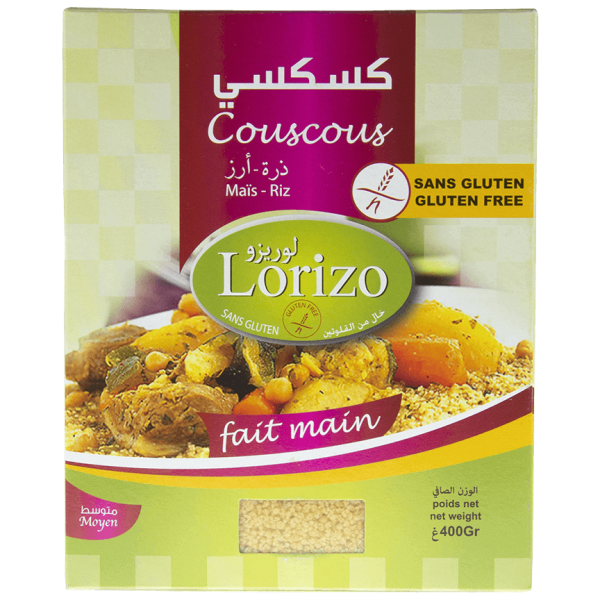 كسكسي
Couscous
ذرة - أرز
Maïs - Riz
SANS GLUTEN
GLUTEN FREE
لوريزو
Lorizo
SANS GLUTEN
GLUTEN FREE
خال من الغلوتين
fait main
متوسط
Moyen
الوزن الصافي
poids net
net weight
400Gr غ